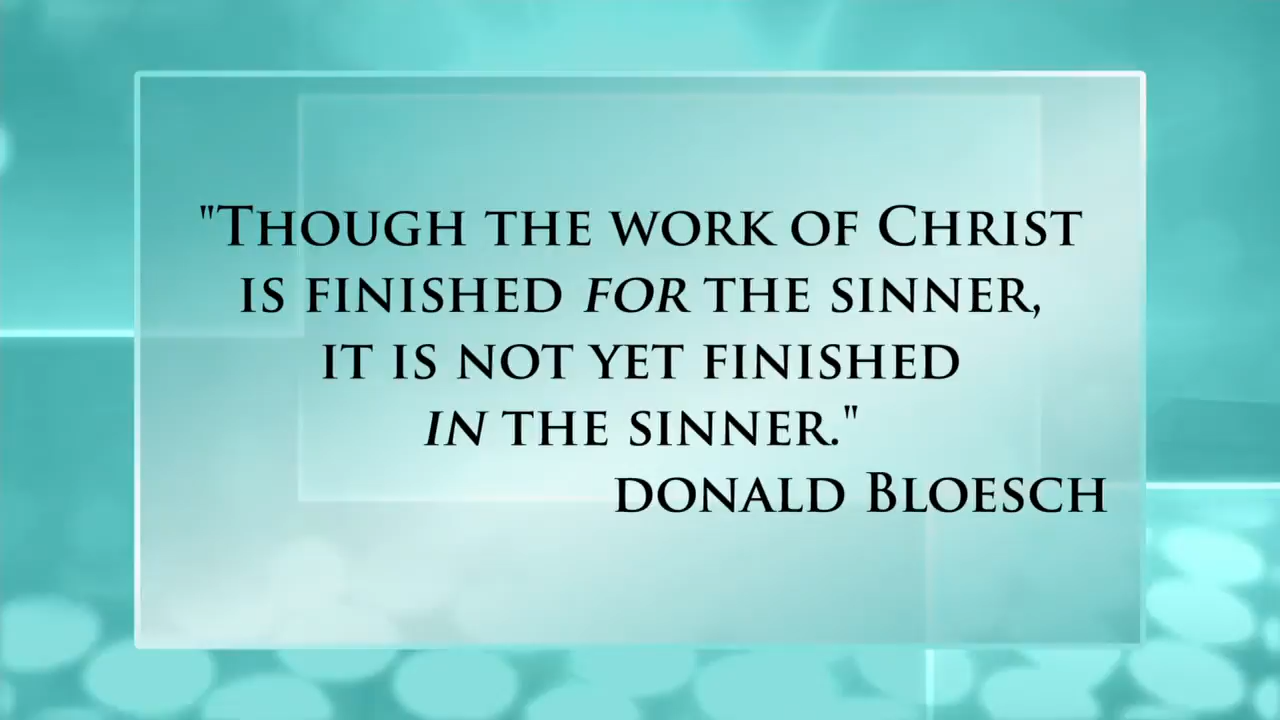 "Though the work of Christ
is finished for the sinner,
it is not yet finished
in the sinner."
donald Bloesch